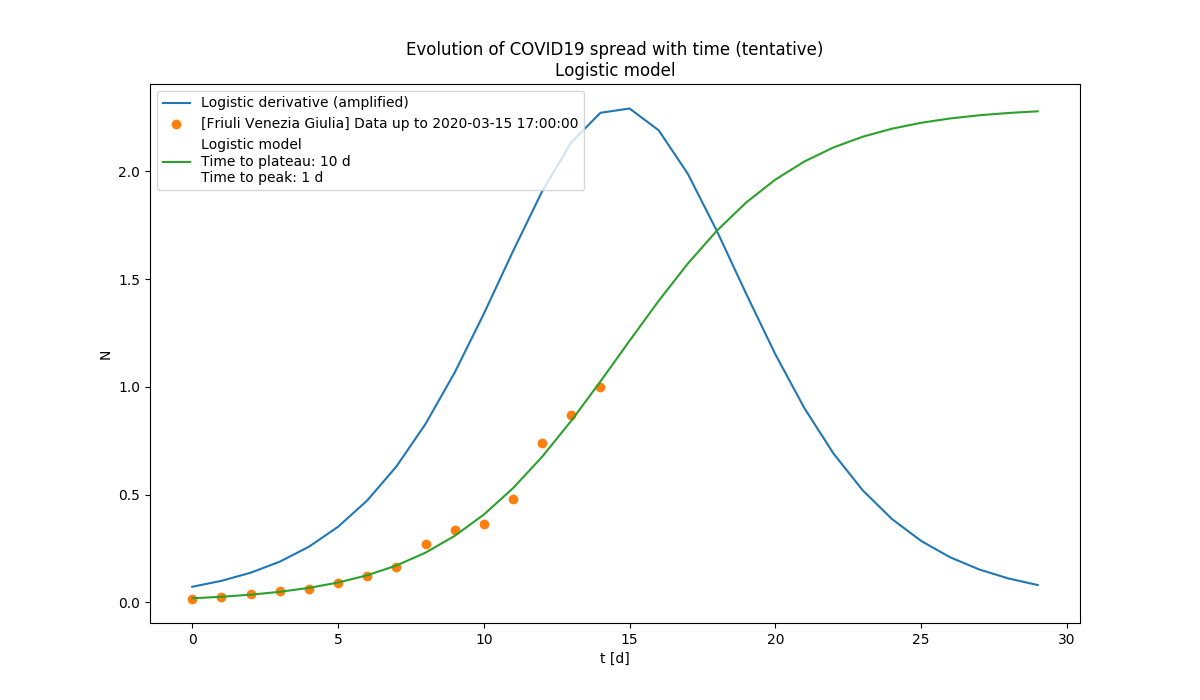 Evolution of COVID19 spread with time (tentative)
Logistic model
Logistic derivative (amplified)
[Friuli Venezia Giulia] Data up to 2020-03-15 17:00:00
Logistic model
Time to plateau: 10 d
Time to peak: 1 d
2.0
1.5
1.0
0.5
0.0
N
0 5 10 15 20 25 30
t [d]